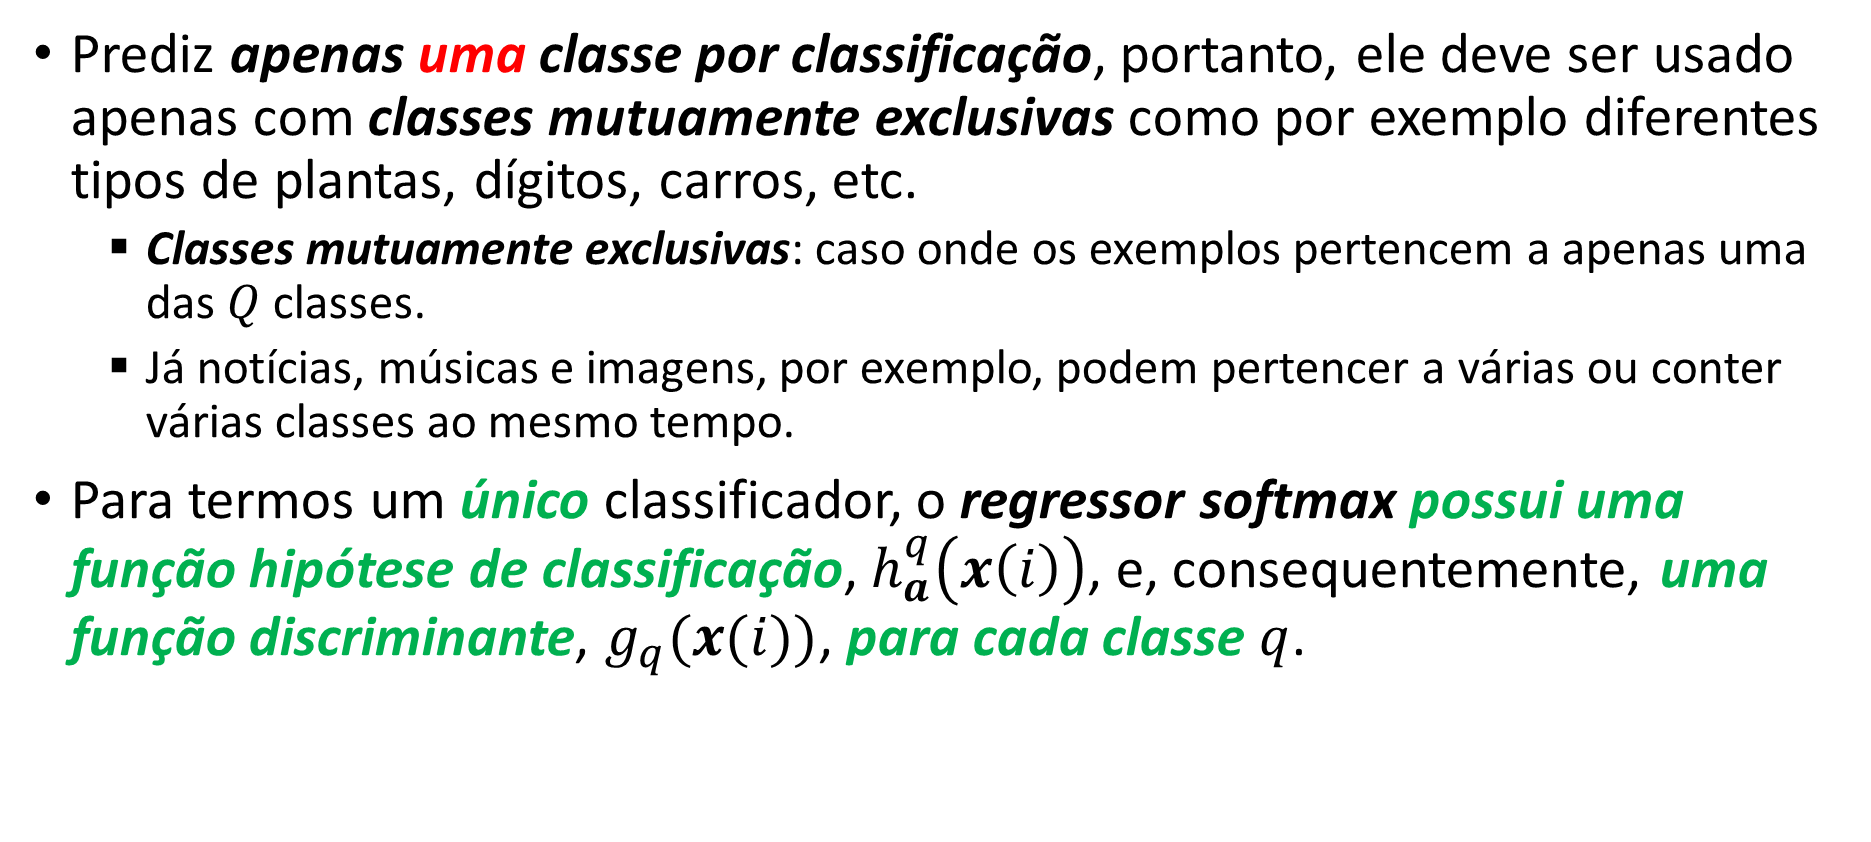 • Prediz apenas uma classe por classificação, portanto, ele deve ser usado
apenas com classes mutuamente exclusivas como por exemplo diferentes
tipos de plantas, dígitos, carros, etc.
▪ Classes mutuamente exclusivas: caso onde os exemplos pertencem a apenas uma
das Q classes.
▪ Já notícias, músicas e imagens, por exemplo, podem pertencer a várias ou conter
várias classes ao mesmo tempo.
• Para termos um único classificador, o regressor softmax possui uma
função hipótese de classificação, h_a^q(x(i)), e, consequentemente, uma
função discriminante, g_q(x(i)), para cada classe q.